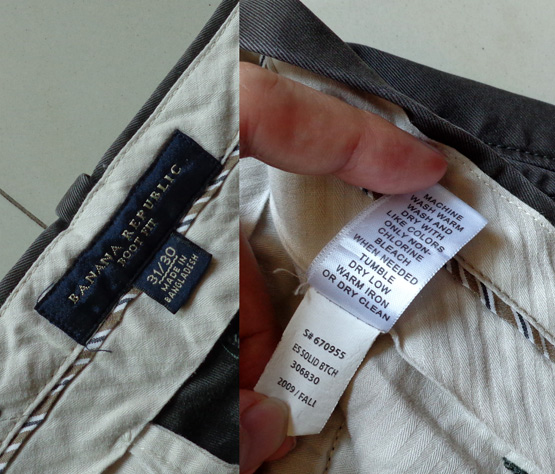 BANANA REPUBLIC
BOOT FIT
31/30
MADE IN
BANGLADESH
MACHINE
WASH WARM
WASH AND
DRY WITH
LIKE COLORS
ONLY NON-
CHLORINE
BLEACH
WHEN NEEDED
TUMBLE
DRY LOW
WARM IRON
OR DRY CLEAN
S# 670955
ES SOLID BTCH
306830
2009 / FALL